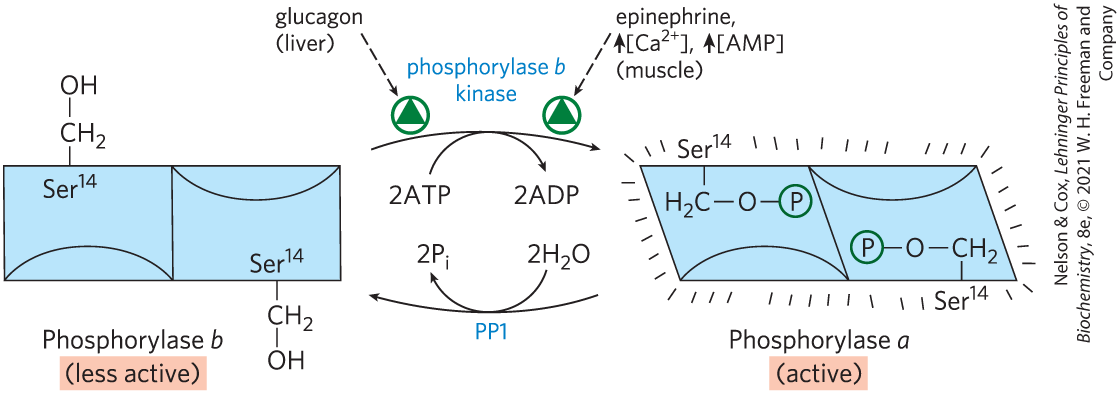 glucagon
(liver)
epinephrine,
[Ca²⁺], [AMP]
(muscle)
phosphorylase b
kinase
OH
CH₂
Ser¹⁴
Ser¹⁴
CH₂
OH
Phosphorylase b
(less active)
2ATP
2ADP
2Pᵢ
2H₂O
PP1
Ser¹⁴
H₂C–O–P
P–O–CH₂
Ser¹⁴
Phosphorylase a
(active)
Nelson & Cox, Lehninger Principles of
Biochemistry, 8e, © 2021 W. H. Freeman and
Company